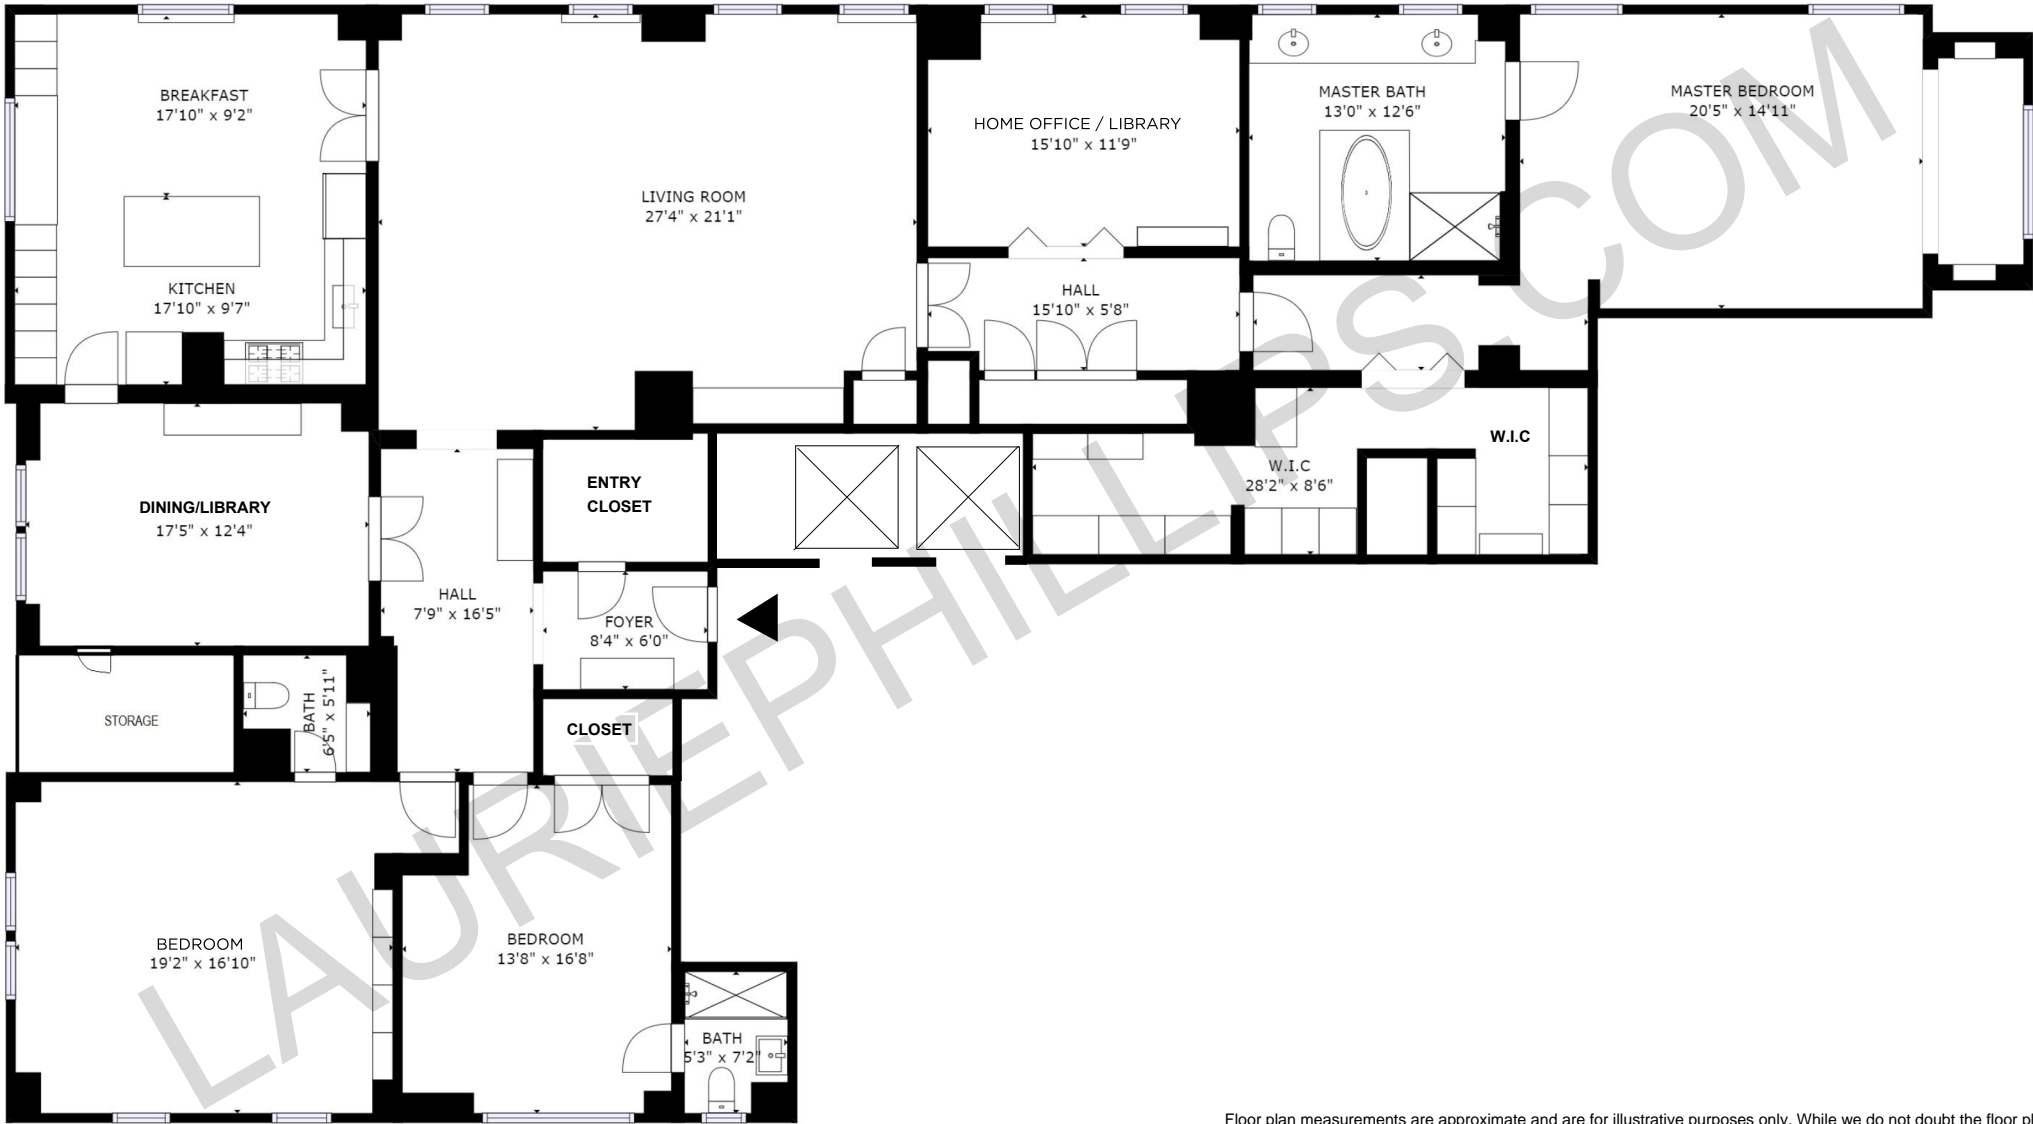 BREAKFAST
17'10" x 9'2"
KITCHEN
17'10" x 9'7"
LIVING ROOM
27'4" x 21'1"
HOME OFFICE / LIBRARY
15'10" x 11'9"
MASTER BATH
13'0" x 12'6"
MASTER BEDROOM
20'5" x 14'11"
HALL
15'10" x 5'8"
W.I.C
W.I.C
28'2" x 8'6"
DINING/LIBRARY
17'5" x 12'4"
ENTRY
CLOSET
HALL
7'9" x 16'5"
FOYER
8'4" x 6'0"
STORAGE
BATH
6'5" x 5'11"
CLOSET
BEDROOM
19'2" x 16'10"
BEDROOM
13'8" x 16'8"
BATH
5'3" x 7'2"
LAURIEPHILLIPS.COM
Floor plan measurements are approximate and are for illustrative purposes only. While we do not doubt the floor